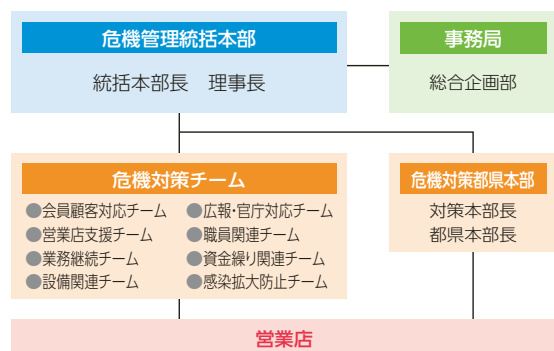 危機管理統括本部
統括本部長　理事長
事務局
総合企画部
危機対策チーム
●会員顧客対応チーム　●広報・官庁対応チーム
●営業店支援チーム　●職員関連チーム
●業務継続チーム　●資金繰り関連チーム
●設備関連チーム　●感染拡大防止チーム
危機対策都県本部
対策本部長
都県本部長
営業店